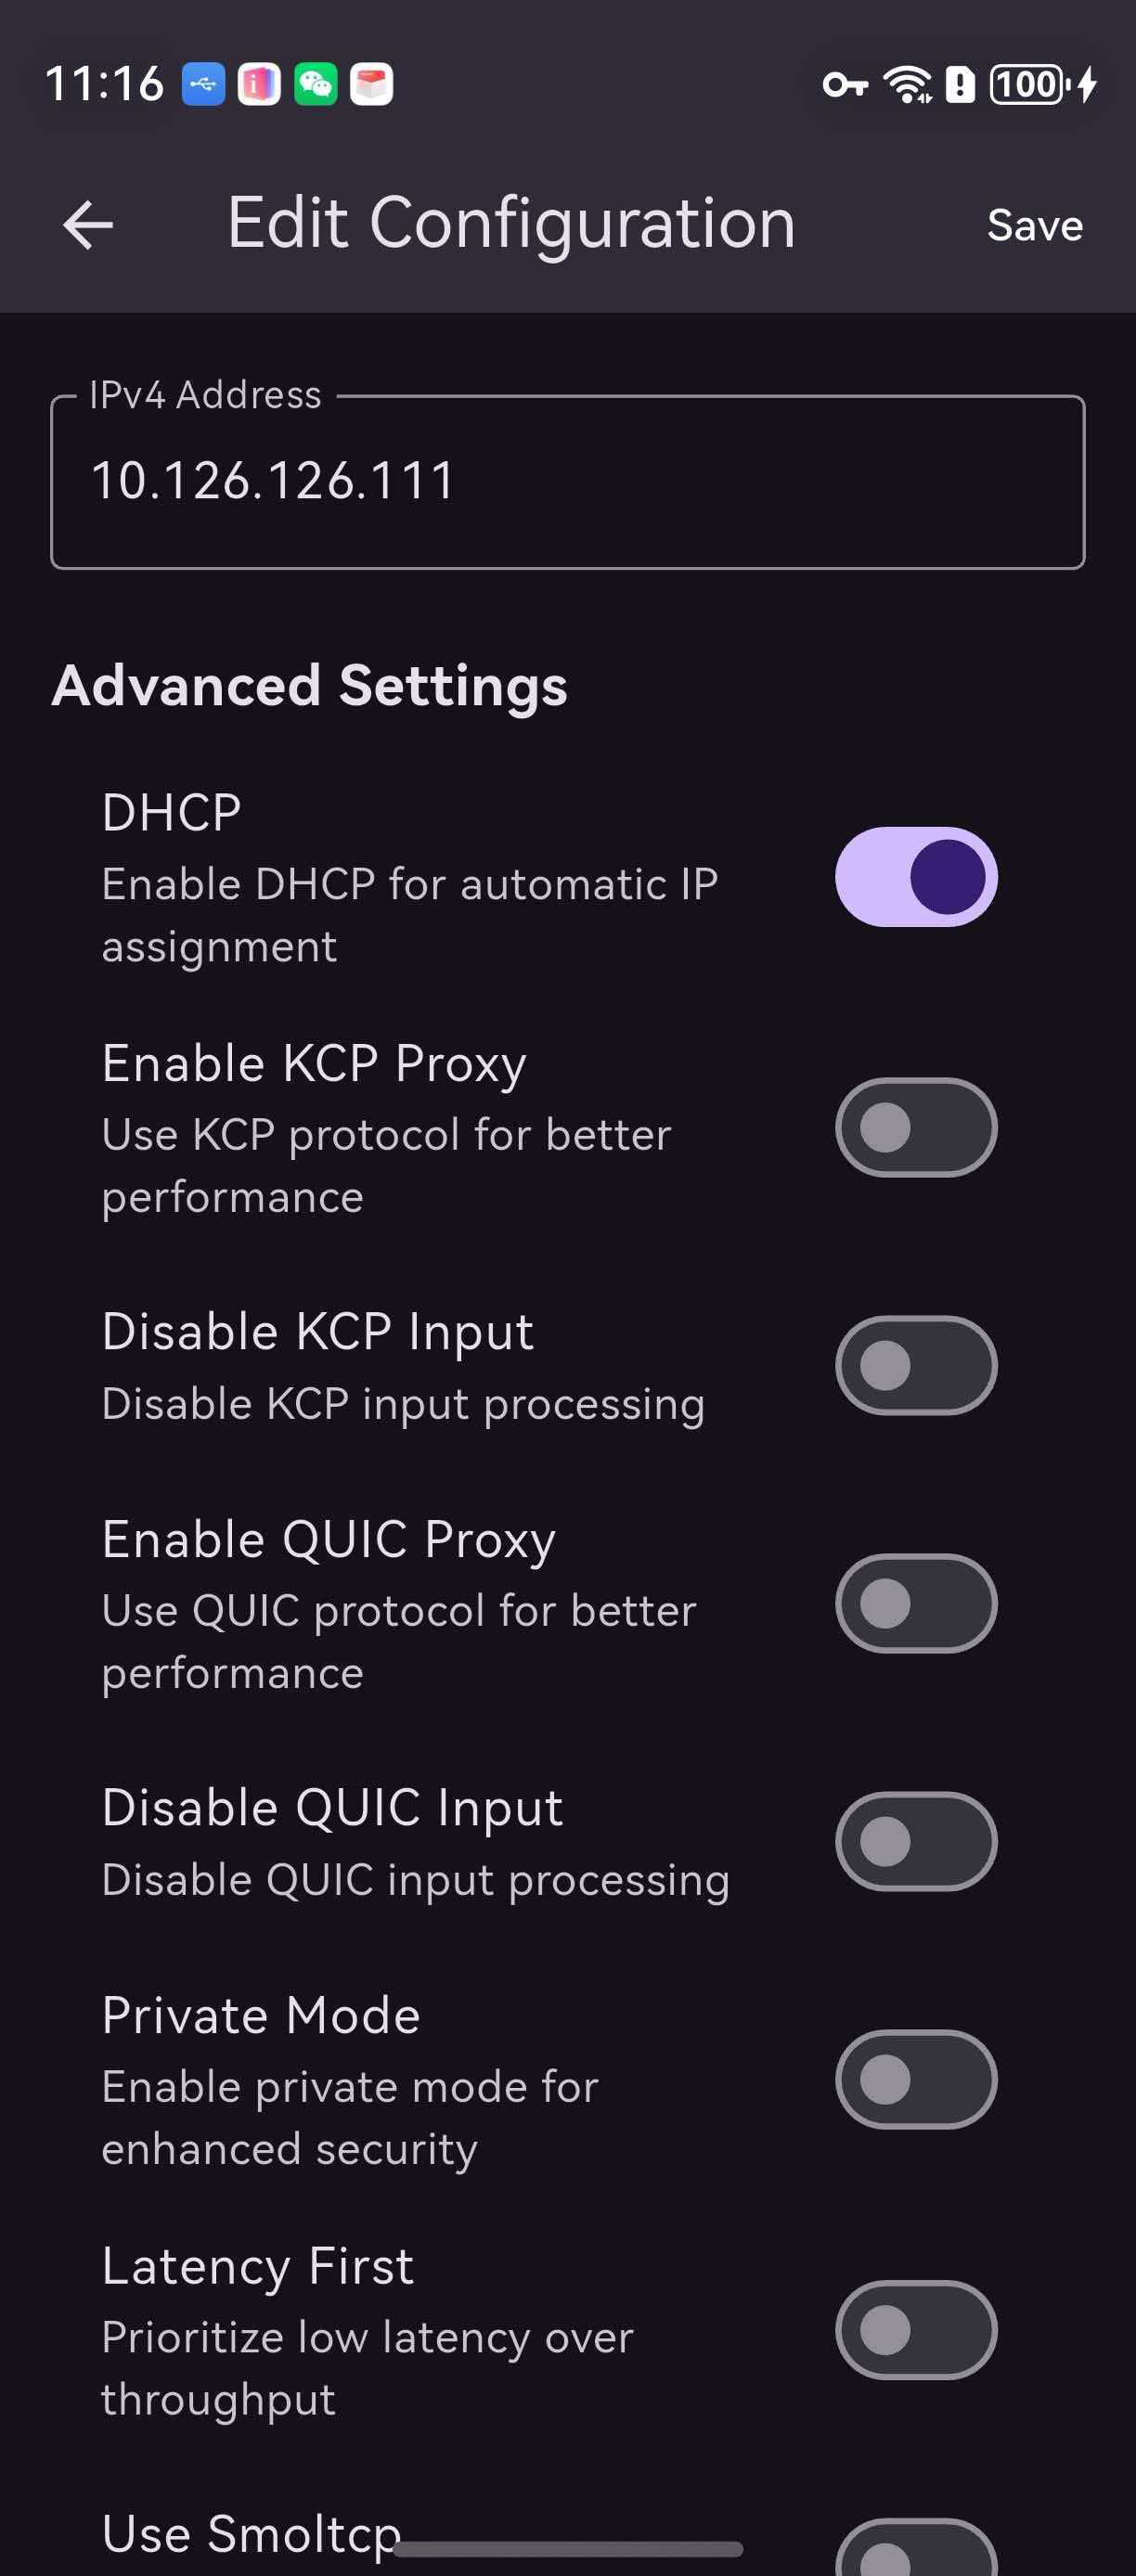 11:16
100
Edit Configuration
Save
IPv4 Address
10.126.126.111
Advanced Settings
DHCP
Enable DHCP for automatic IP
assignment
Enable KCP Proxy
Use KCP protocol for better
performance
Disable KCP Input
Disable KCP input processing
Enable QUIC Proxy
Use QUIC protocol for better
performance
Disable QUIC Input
Disable QUIC input processing
Private Mode
Enable private mode for
enhanced security
Latency First
Prioritize low latency over
throughput
Use Smoltcp